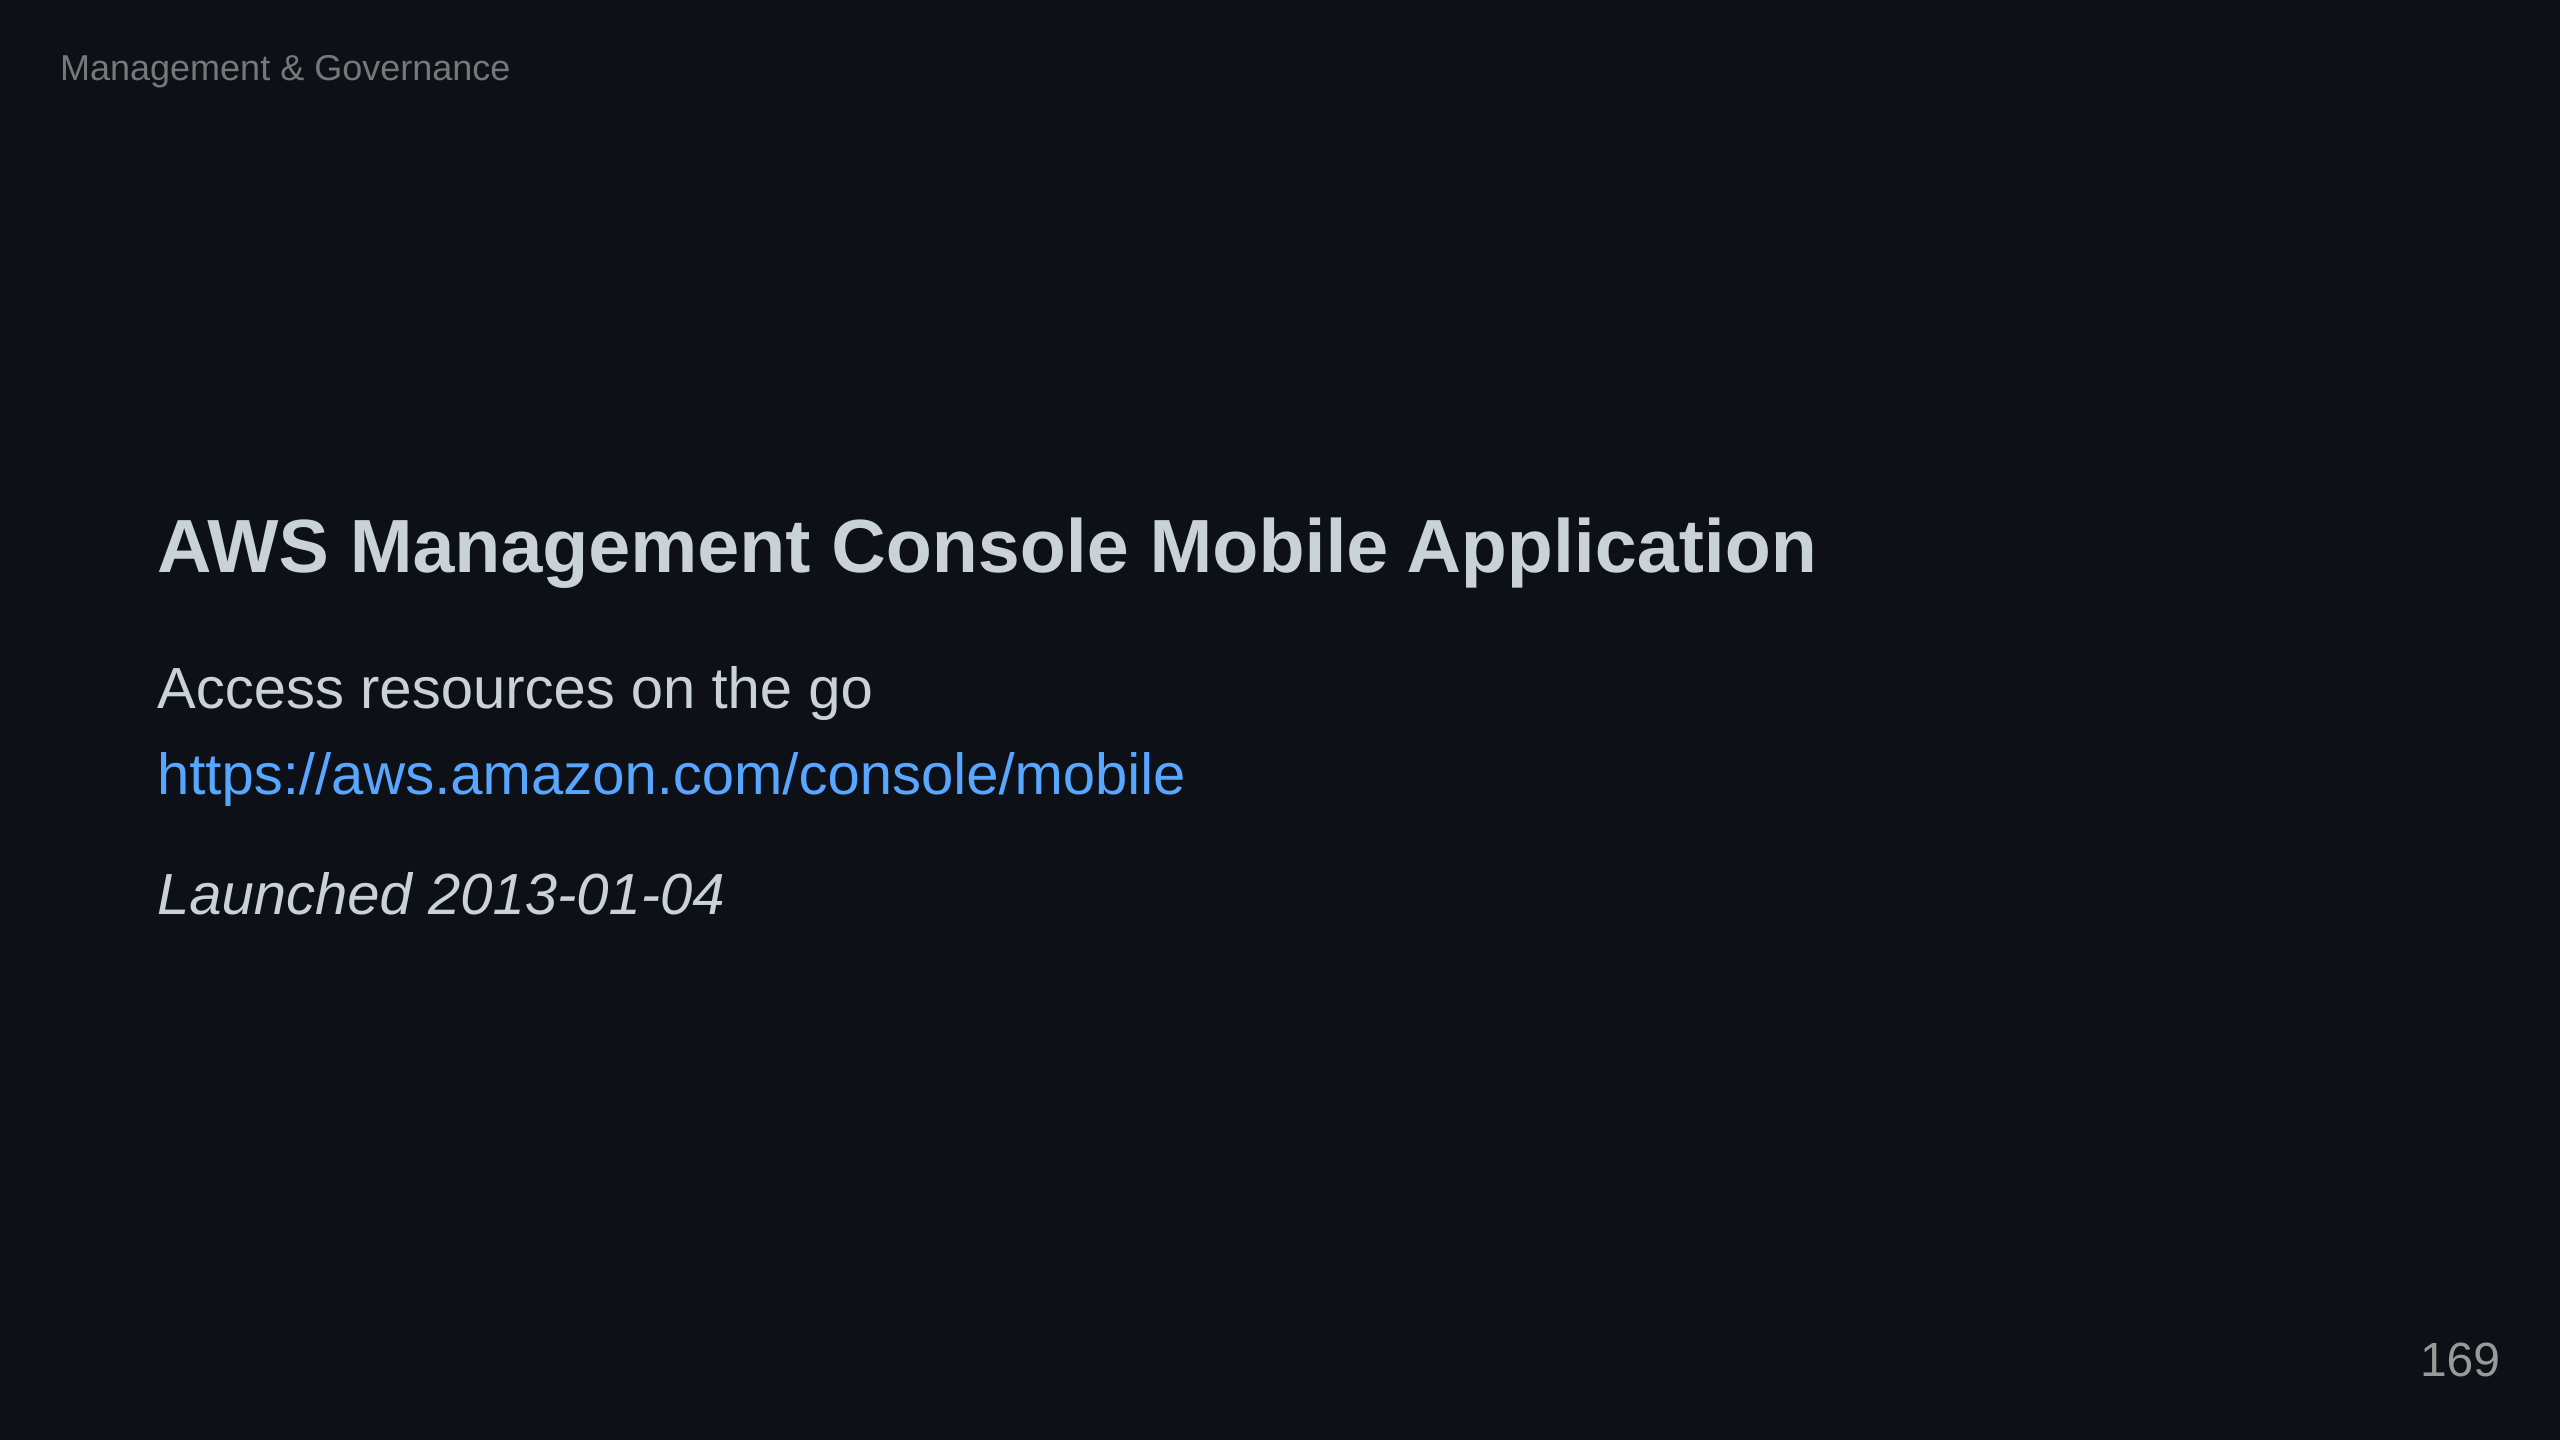 Management & Governance
AWS Management Console Mobile Application
Access resources on the go
https://aws.amazon.com/console/mobile
Launched 2013-01-04
169